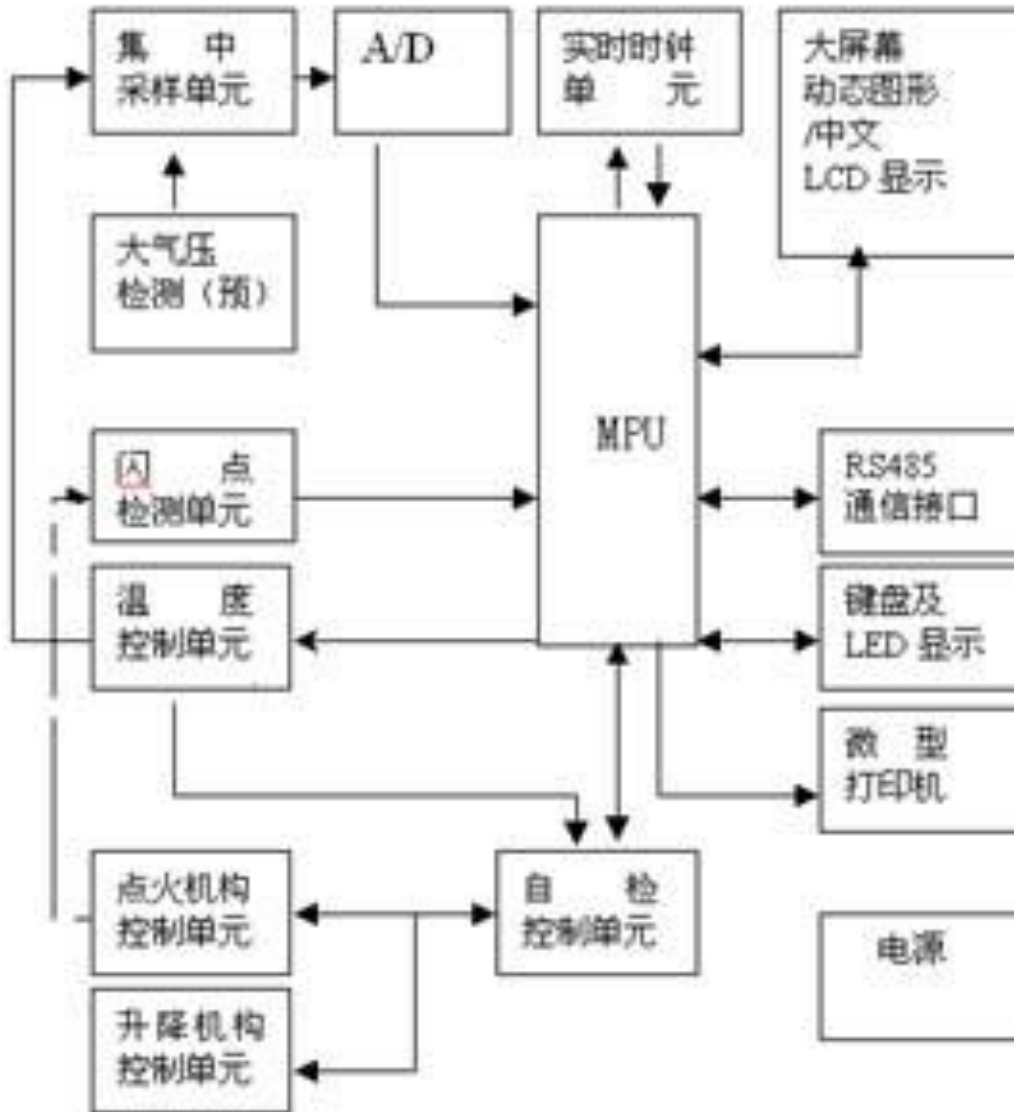 集 中
采样单元
A/D
实时时钟
单 元
大屏幕
动态图形
/中文
LCD 显示
大气压
检测（预）
MPU
点
检测单元
RS485
通信接口
温 度
控制单元
键盘及
LED 显示
微 型
打印机
点火机构
控制单元
自 检
控制单元
电源
升降机构
控制单元